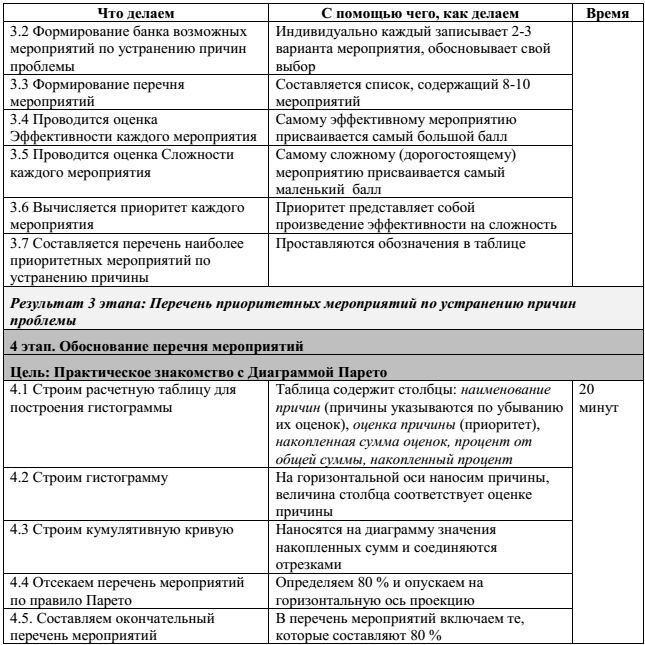 Что делаем
С помощью чего, как делаем
Время
3.2 Формирование банка возможных
мероприятий по устранению причин
проблемы
Индивидуально каждый записывает 2-3
варианта мероприятия, обосновывает свой
выбор
3.3 Формирование перечня
мероприятий
Составляется список, содержащий 8-10
мероприятий
3.4 Проводится оценка
Эффективности каждого мероприятия
Самому эффективному мероприятию
присваивается самый большой балл
3.5 Проводится оценка Сложности
каждого мероприятия
Самому сложному (дорогостоящему)
мероприятию присваивается самый
маленький балл
3.6 Вычисляется приоритет каждого
мероприятия
Приоритет представляет собой
произведение эффективности на сложность
3.7 Составляется перечень наиболее
приоритетных мероприятий по
устранению причины
Проставляются обозначения в таблице
Результат 3 этапа: Перечень приоритетных мероприятий по устранению причин
проблемы
4 этап. Обоснование перечня мероприятий
Цель: Практическое знакомство с Диаграммой Парето
4.1 Строим расчетную таблицу для
построения гистограммы
Таблица содержит столбцы: наименование
причин (причины указываются по убыванию
их оценок), оценка причины (приоритет),
накопленная сумма оценок, процент от
общей суммы, накопленный процент
20
минут
4.2 Строим гистограмму
На горизонтальной оси наносим причины,
величина столбца соответствует оценке
причины
4.3 Строим кумулятивную кривую
Наносятся на диаграмму значения
накопленных сумм и соединяются
отрезками
4.4 Отсекаем перечень мероприятий
по правило Парето
Определяем 80 % и опускаем на
горизонтальную ось проекцию
4.5. Составляем окончательный
перечень мероприятий
В перечень мероприятий включаем те,
которые составляют 80 %